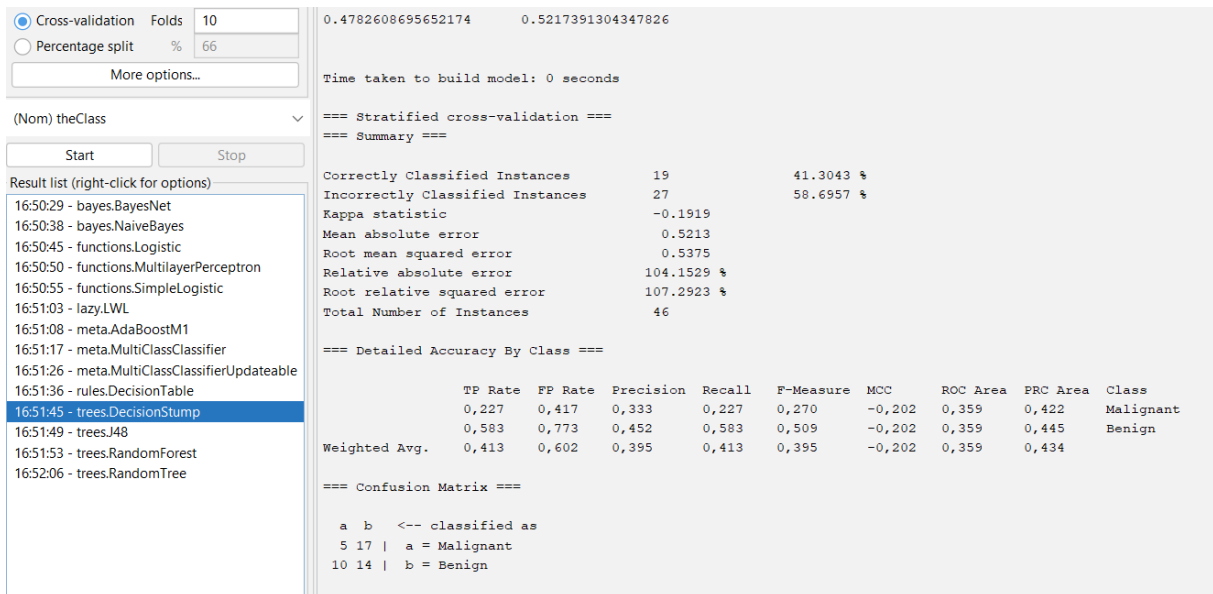 Cross-validation Folds 10
Percentage split % 66
More options...
(Nom) theClass
Start Stop
Result list (right-click for options)
16:50:29 - bayes.BayesNet
16:50:38 - bayes.NaiveBayes
16:50:45 - functions.Logistic
16:50:50 - functions.MultilayerPerceptron
16:50:55 - functions.SimpleLogistic
16:51:03 - lazy.LWL
16:51:08 - meta.AdaBoostM1
16:51:17 - meta.MultiClassClassifier
16:51:26 - meta.MultiClassClassifierUpdateable
16:51:36 - rules.DecisionTable
16:51:45 - trees.DecisionStump
16:51:49 - trees.J48
16:51:53 - trees.RandomForest
16:52:06 - trees.RandomTree
0.4782608695652174 0.5217391304347826
Time taken to build model: 0 seconds
=== Stratified cross-validation ===
=== Summary ===
Correctly Classified Instances 19 41.3043 %
Incorrectly Classified Instances 27 58.6957 %
Kappa statistic -0.1919
Mean absolute error 0.5213
Root mean squared error 0.5375
Relative absolute error 104.1529 %
Root relative squared error 107.2923 %
Total Number of Instances 46
=== Detailed Accuracy By Class ===
TP Rate FP Rate Precision Recall F-Measure MCC ROC Area PRC Area Class
0,227 0,417 0,333 0,227 0,270 -0,202 0,359 0,422 Malignant
0,583 0,773 0,452 0,583 0,509 -0,202 0,359 0,445 Benign
Weighted Avg. 0,413 0,602 0,395 0,413 0,395 -0,202 0,359 0,434
=== Confusion Matrix ===
a b <-- classified as
5 17 | a = Malignant
10 14 | b = Benign